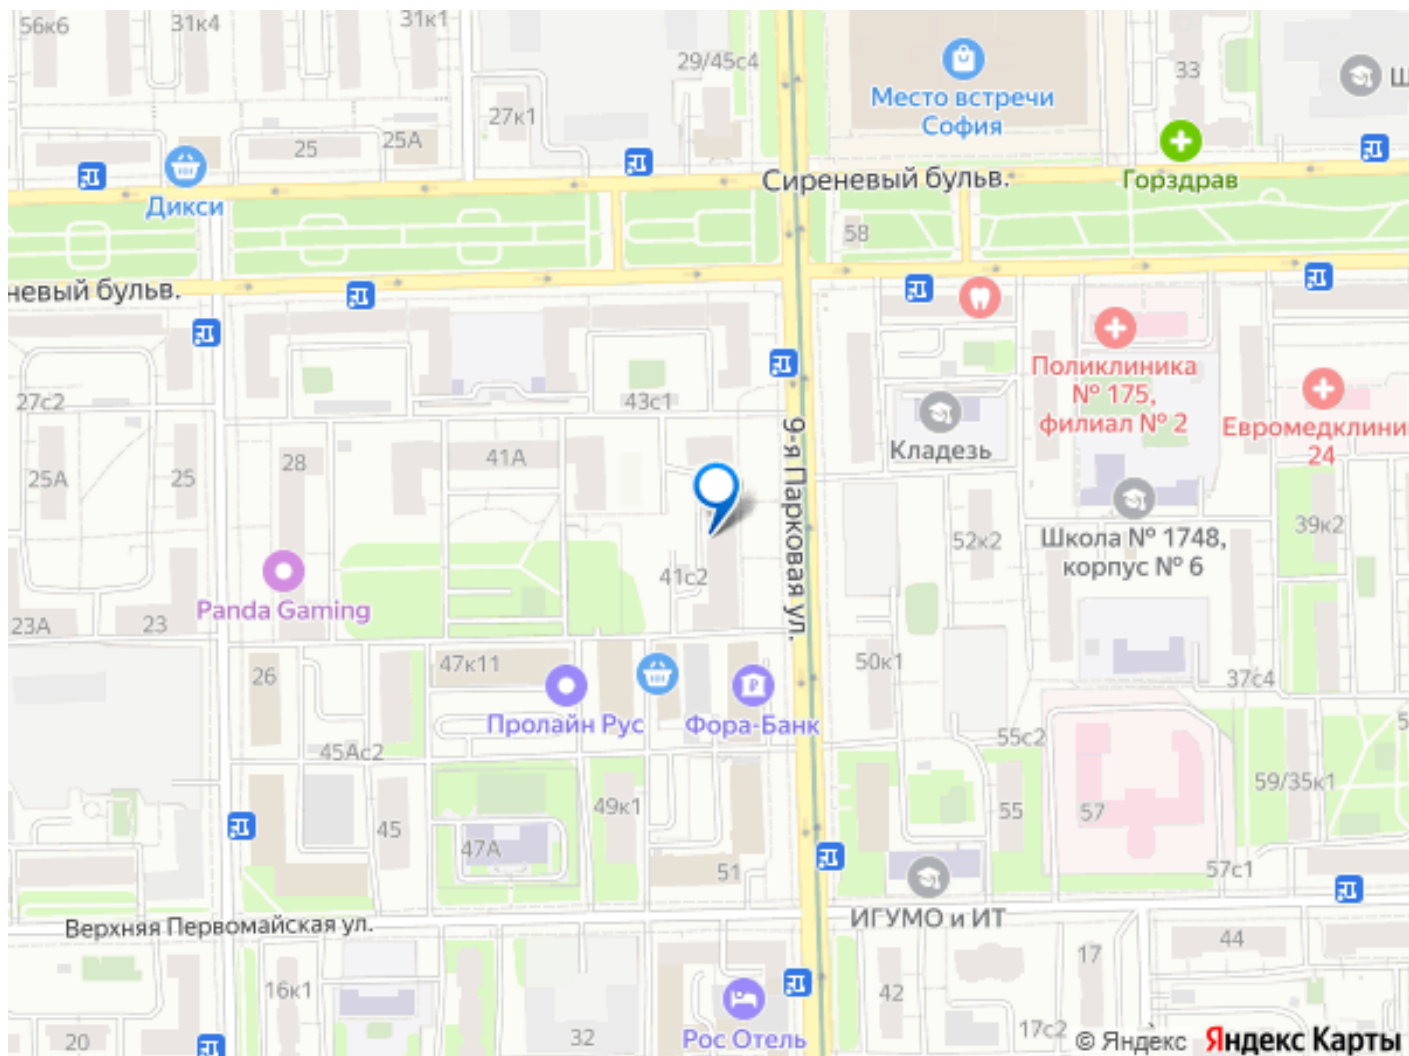 56к6
31к4
31к1
29/45с4
33
Место встречи
София
27к1
25
25А
Дикси
Сиреневый бульв.
Горздрав
58
невый бульв.
27с2
43с1
Поликлиника
№ 175,
филиал № 2
Кладезь
Евромедклини
24
28
41А
25А
25
9-я Парковая ул.
39к2
52к2
Школа № 1748,
корпус № 6
41с2
Panda Gaming
23А
23
47к11
50к1
26
37с4
Пролайн Рус
Фора-Банк
45Ас2
55с2
59/35к1
49к1
45
55
57
47А
51
57с1
Верхняя Первомайская ул.
ИГУМО и ИТ
44
17
16к1
42
20
32
Рос Отель
17с2
© Яндекс Яндекс Карты